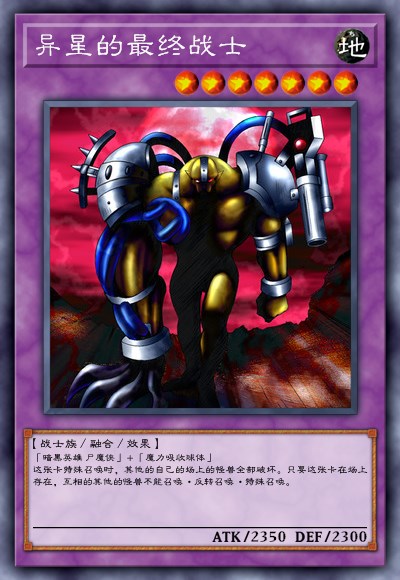 异星的最终战士
地
【战士族／融合／效果】
「暗黑英雄 尸魔侠」+「魔力吸收球体」
这张卡特殊召唤时，其他的自己的场上的怪兽全部破坏。只要这张卡在场上
存在，互相的其他的怪兽不能召唤·反转召唤·特殊召唤。
ATK/2350 DEF/2300